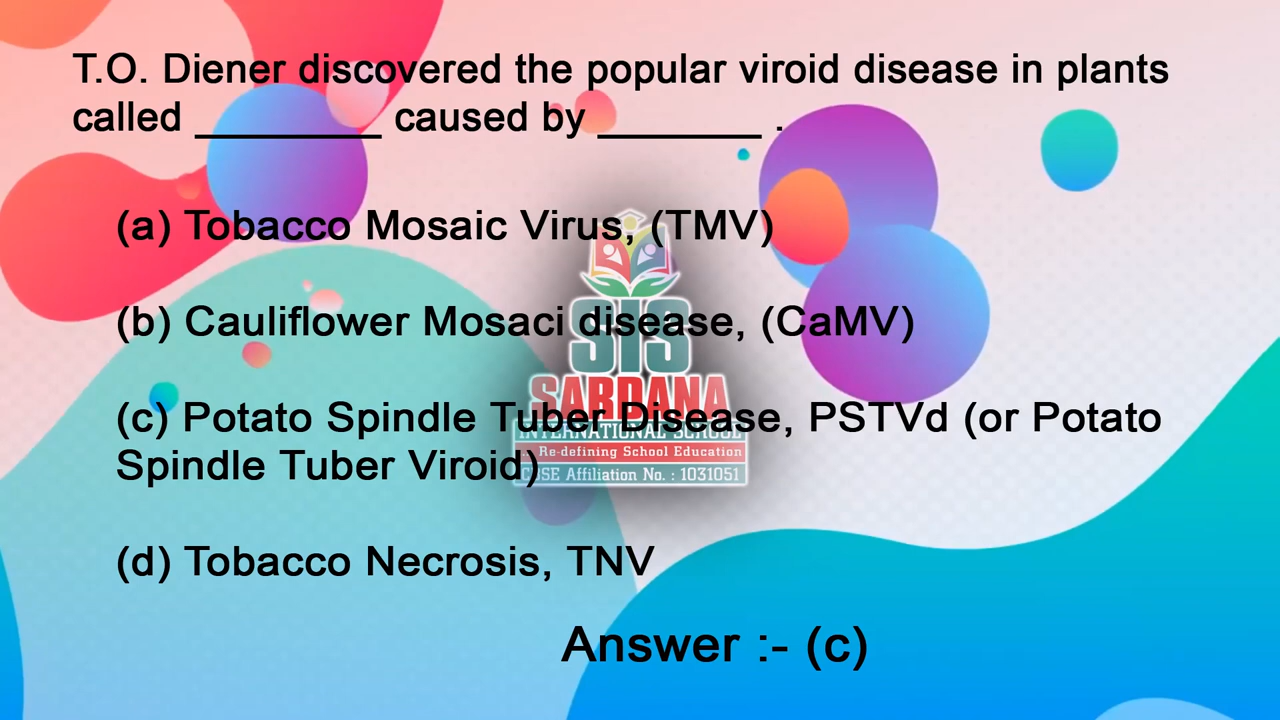 T.O. Diener discovered the popular viroid disease in plants
called ________ caused by _______ .
(a) Tobacco Mosaic Virus, (TMV)
(b) Cauliflower Mosaci disease, (CaMV)
SIS
SARDANA
(c) Potato Spindle Tuber Disease, PSTVd (or Potato
INTERNATIONAL SCHOOL
... Re-defining School Education
Spindle Tuber Viroid)
CBSE Affiliation No. : 1031051
(d) Tobacco Necrosis, TNV
Answer :- (c)